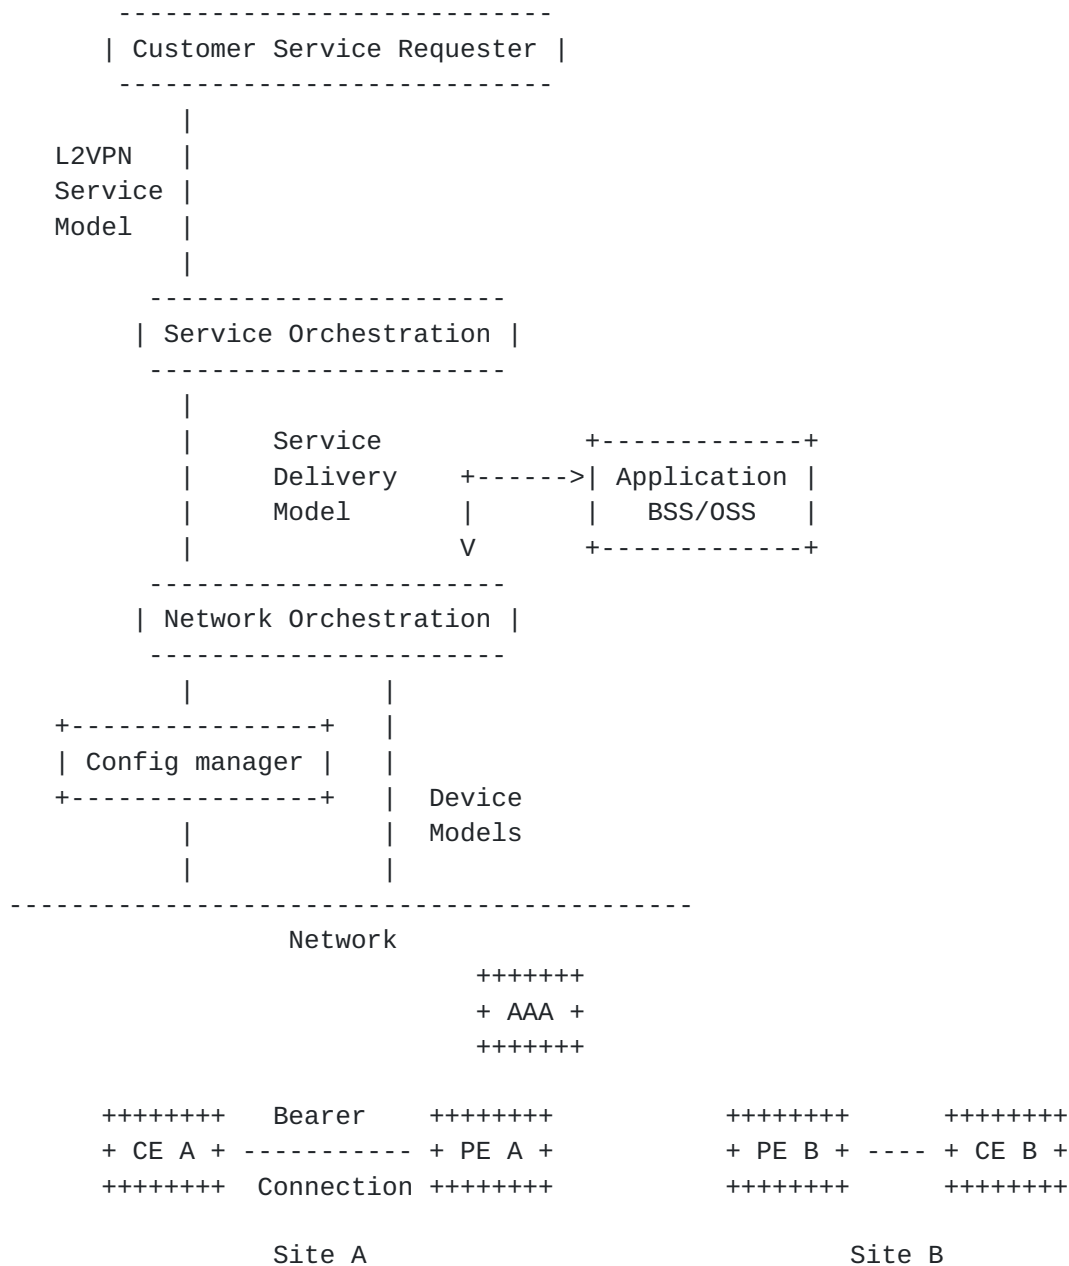 Customer Service Requester
L2VPN
Service
Model
Service Orchestration
Service
Delivery
Application
Model
BSS/OSS
V
Network Orchestration
Config manager
Device
Models
Network
AAA
Bearer
CE A PE A PE B CE B
Connection
Site A Site B